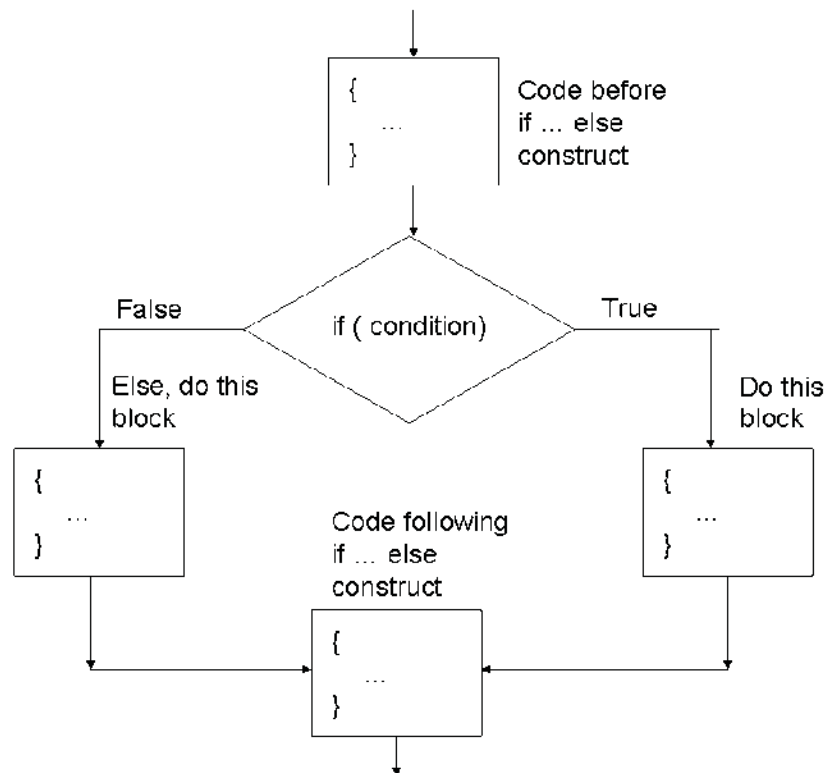 {
...
}
Code before
if ... else
construct
False
if ( condition)
True
Else, do this
block
Do this
block
{
...
}
Code following
if ... else
construct
{
...
}
{
...
}